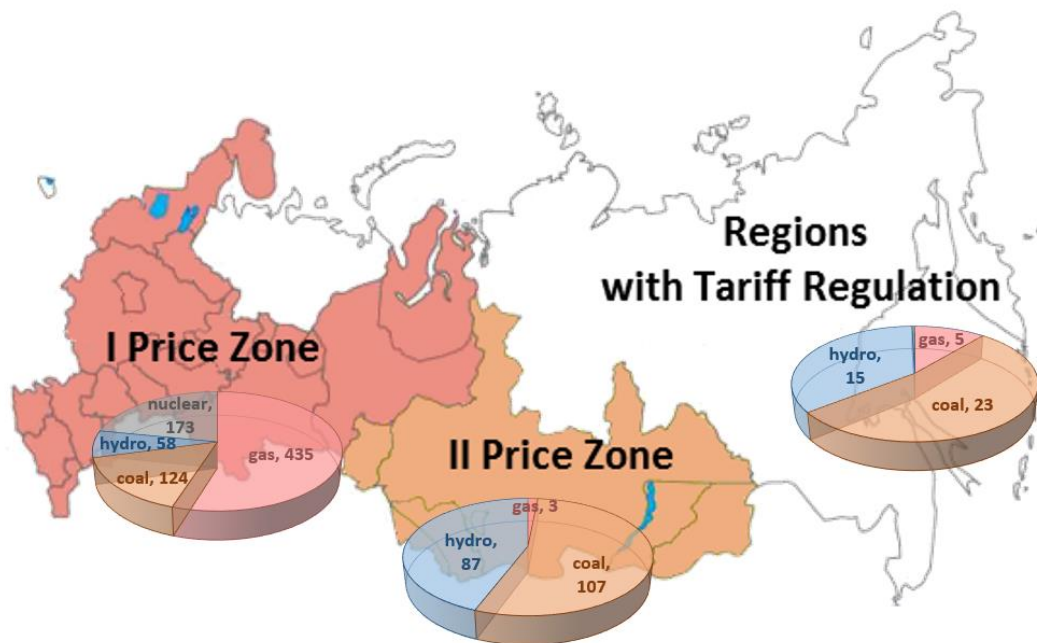 Regions
with Tariff Regulation
hydro,
15
gas, 5
coal, 23
I Price Zone
nuclear,
173
hydro, 58
coal, 124
gas, 435
II Price Zone
gas, 3
hydro,
87
coal,
107